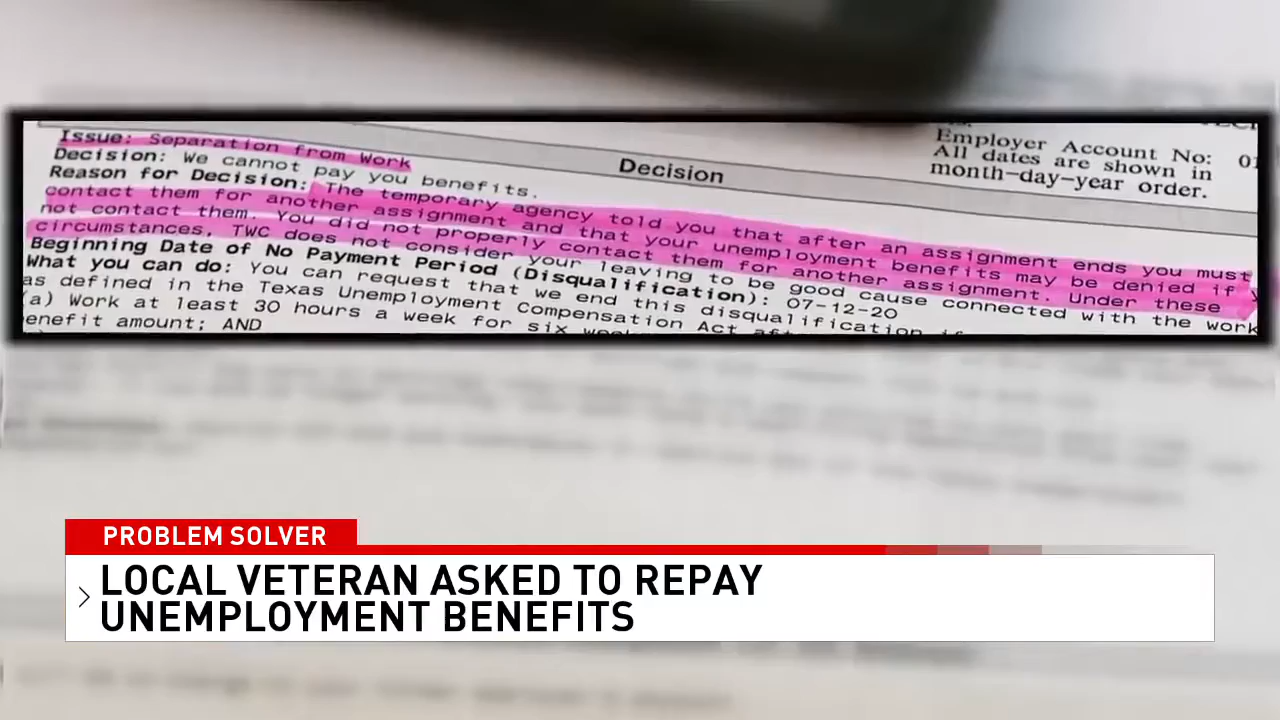 Decision
Employer Account No: 01
All dates are shown in
month-day-year order.
Issue: Separation from Work
Decision: We cannot pay you benefits.
Reason for Decision: The temporary agency told you that after an assignment ends you must
contact them for another assignment and that your unemployment benefits may be denied if y
not contact them. You did not properly contact them for another assignment. Under these
circumstances, TWC does not consider your leaving to be good cause connected with the work
Beginning Date of No Payment Period (Disqualification): 07-12-20
What you can do: You can request that we end this disqualification if
as defined in the Texas Unemployment Compensation Act
(a) Work at least 30 hours a week for six
enefit amount; AND
PROBLEM SOLVER
LOCAL VETERAN ASKED TO REPAY
UNEMPLOYMENT BENEFITS